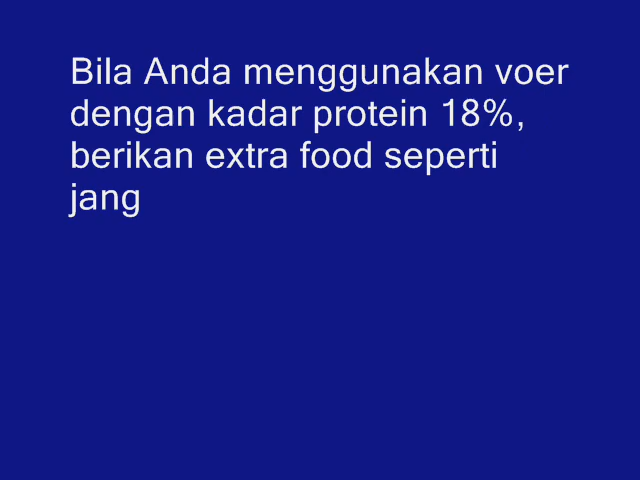 Bila Anda menggunakan voer
dengan kadar protein 18%,
berikan extra food seperti
jang